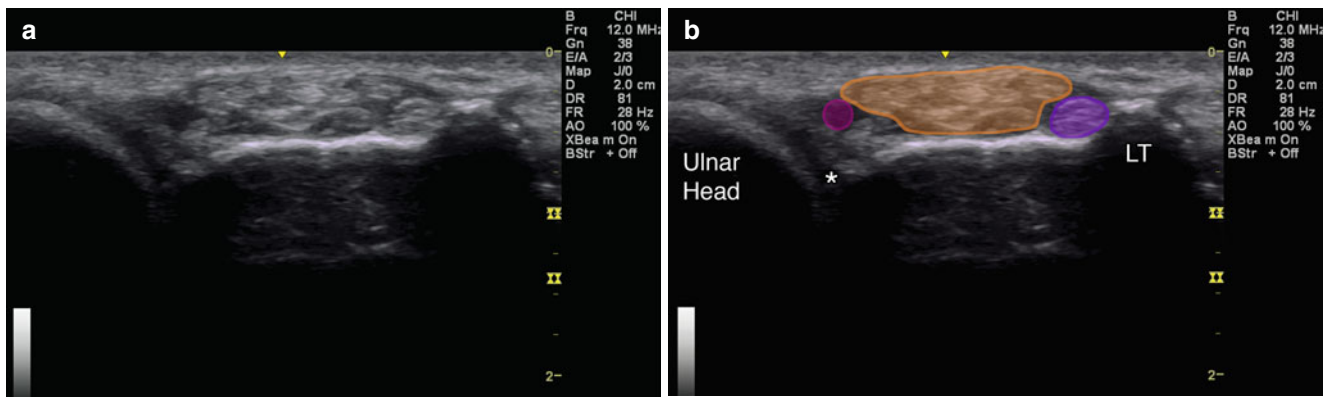 a
B CHI
Frq 12.0 MHz
Gn 38
E/A 2/3
Map J/0
D 2.0 cm
DR 81
FR 28 Hz
AO 100 %
XBea m On
BStr + Off
0
2
b
B CHI
Frq 12.0 MHz
Gn 38
E/A 2/3
Map J/0
D 2.0 cm
DR 81
FR 28 Hz
AO 100 %
XBea m On
BStr + Off
0
LT
Ulnar
Head
*
2